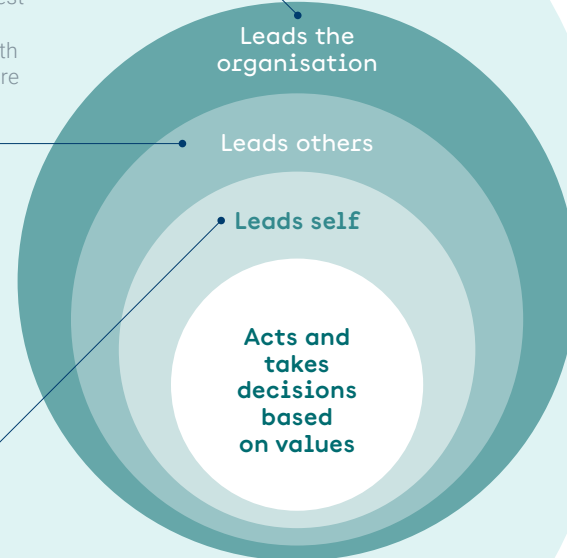 Leads the
organisation
Leads others
Leads self
Acts and
takes
decisions
based
on values